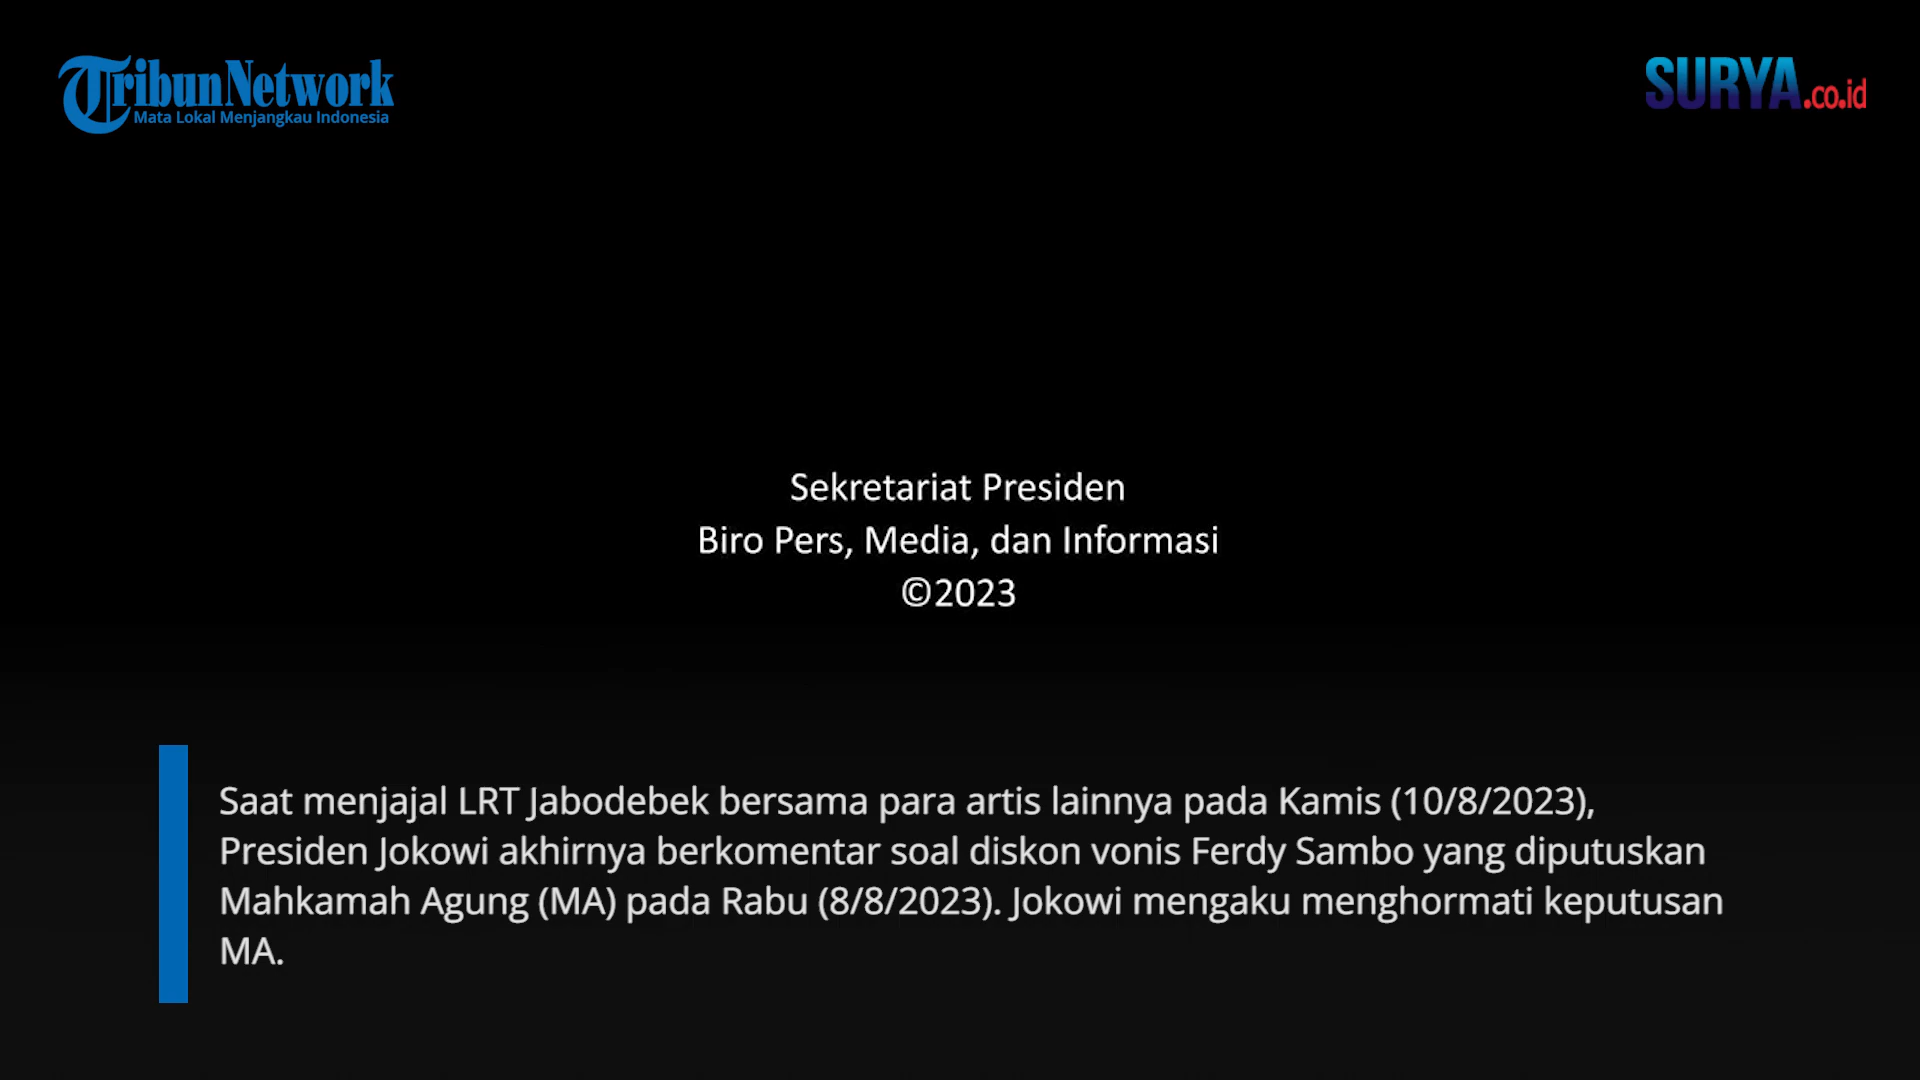 TribunNetwork
Mata Lokal Menjangkau Indonesia
SURYA.co.id
Sekretariat Presiden
Biro Pers, Media, dan Informasi
©2023
Saat menjajal LRT Jabodebek bersama para artis lainnya pada Kamis (10/8/2023),
Presiden Jokowi akhirnya berkomentar soal diskon vonis Ferdy Sambo yang diputuskan
Mahkamah Agung (MA) pada Rabu (8/8/2023). Jokowi mengaku menghormati keputusan
MA.